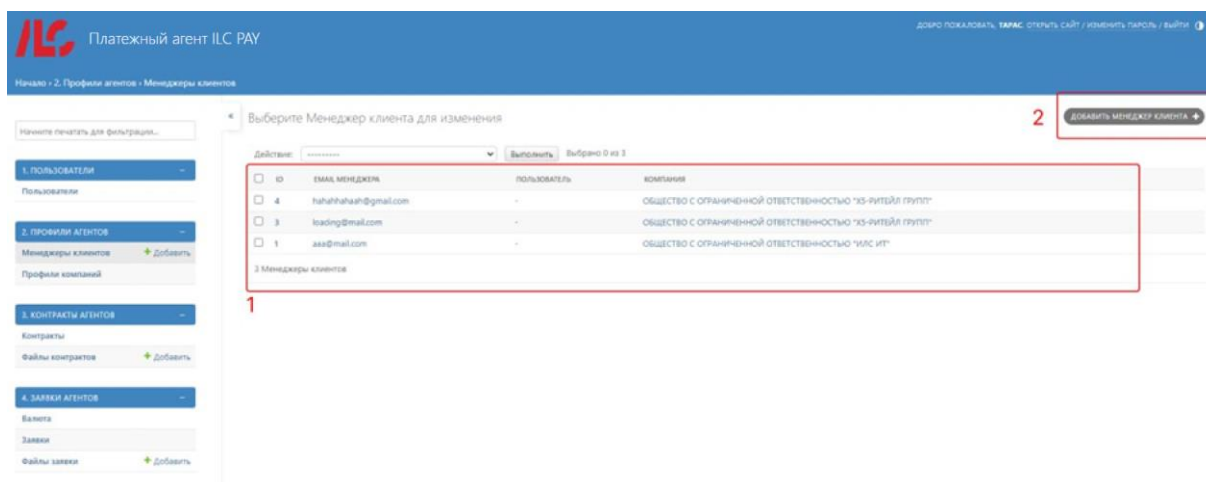 ILC Платежный агент ILC PAY
ДОБРО ПОЖАЛОВАТЬ, ТАРАС. ОТКРЫТЬ САЙТ / ИЗМЕНИТЬ ПАРОЛЬ / ВЫЙТИ
Начало › 2. Профили агентов › Менеджеры клиентов
Начните печатать для фильтрации...
1. ПОЛЬЗОВАТЕЛИ −
Пользователи
2. ПРОФИЛИ АГЕНТОВ −
Менеджеры клиентов + Добавить
Профили компаний
3. КОНТРАКТЫ АГЕНТОВ −
Контракты
Файлы контрактов + Добавить
4. ЗАЯВКИ АГЕНТОВ −
Валюта
Заявки
Файлы заявки + Добавить
«
Выберите Менеджер клиента для изменения
2
ДОБАВИТЬ МЕНЕДЖЕР КЛИЕНТА +
Действие: --------- Выполнить Выбрано 0 из 3
ID EMAIL МЕНЕДЖЕРА ПОЛЬЗОВАТЕЛЬ КОМПАНИЯ
4 hahahhahaah@gmail.com - ОБЩЕСТВО С ОГРАНИЧЕННОЙ ОТВЕТСТВЕННОСТЬЮ "Х5-РИТЕЙЛ ГРУПП"
3 loading@mail.com - ОБЩЕСТВО С ОГРАНИЧЕННОЙ ОТВЕТСТВЕННОСТЬЮ "Х5-РИТЕЙЛ ГРУПП"
1 aaa@mail.com - ОБЩЕСТВО С ОГРАНИЧЕННОЙ ОТВЕТСТВЕННОСТЬЮ "ИЛС ИТ"
3 Менеджеры клиентов
1